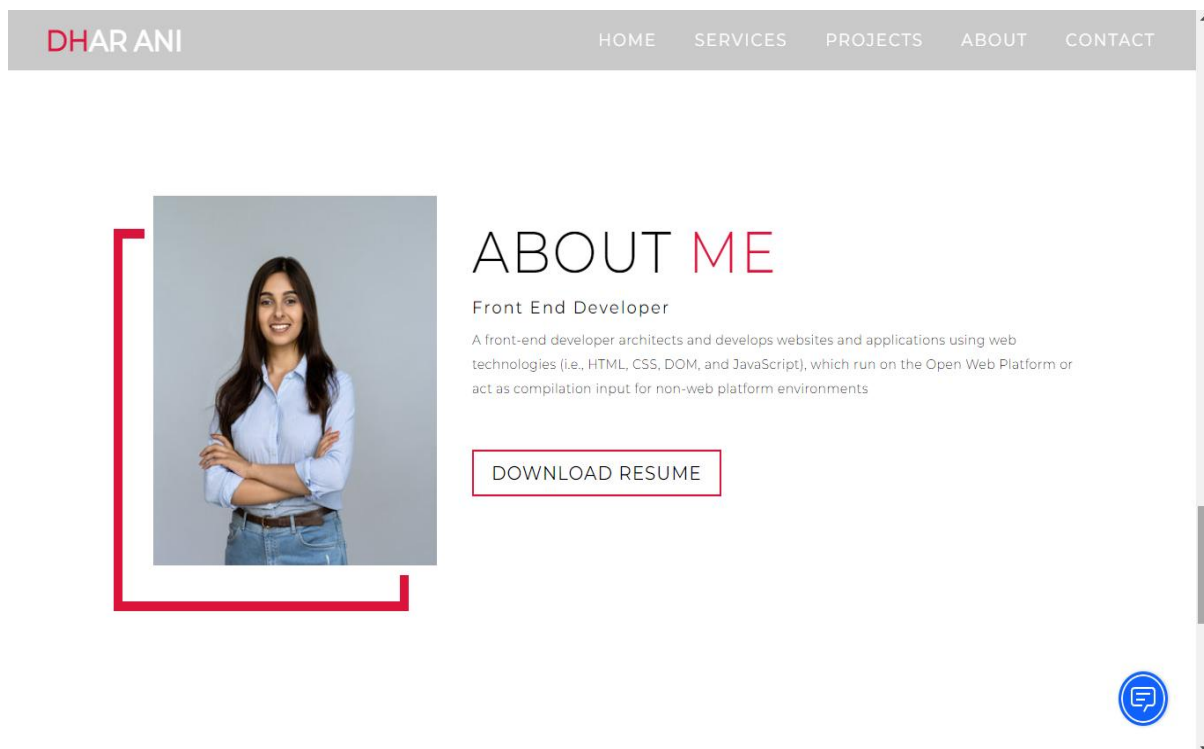 DHAR ANI
HOME SERVICES PROJECTS ABOUT CONTACT
ABOUT ME
Front End Developer
A front-end developer architects and develops websites and applications using web
technologies (i.e., HTML, CSS, DOM, and JavaScript), which run on the Open Web Platform or
act as compilation input for non-web platform environments
DOWNLOAD RESUME